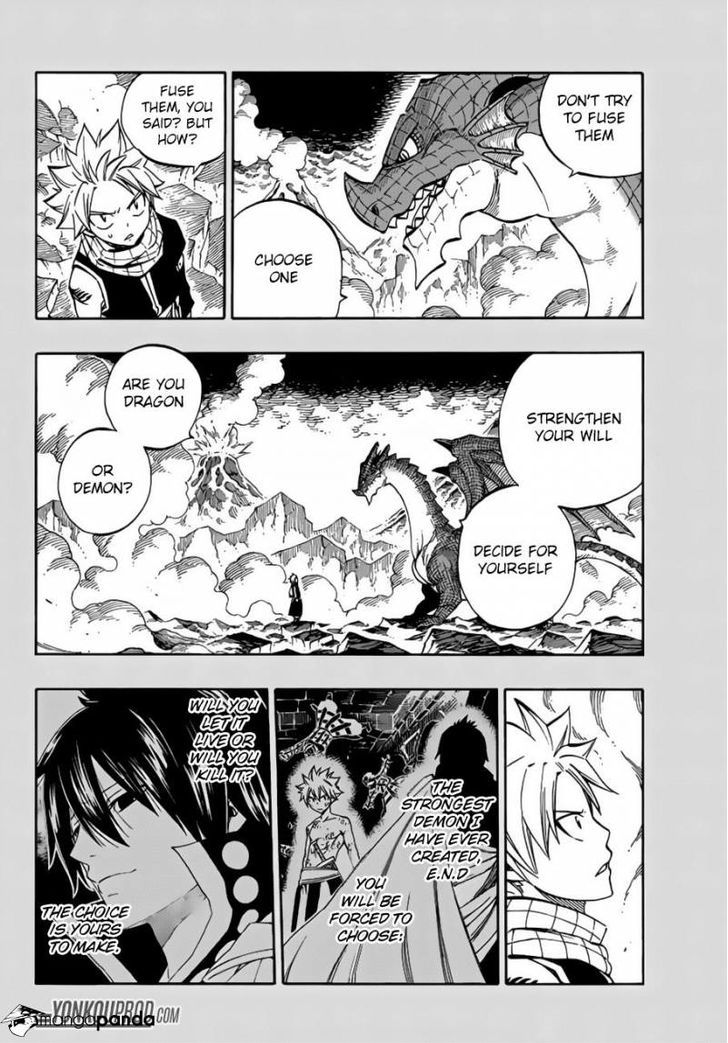 DON'T TRY
TO FUSE
THEM
CHOOSE
ONE
FUSE
THEM, YOU
SAID? BUT
HOW?
STRENGTHEN
YOUR WILL
DECIDE FOR
YOURSELF
ARE YOU
DRAGON
OR
DEMON?
THE
STRONGEST
DEMON I
HAVE EVER
CREATED,
E.N.D
YOU
WILL BE
FORCED TO
CHOOSE:
WILL YOU
LET IT
LIVE OR
WILL YOU
KILL IT?
THE CHOICE
IS YOURS
TO MAKE.
YONKOUPROD.COM
mangapanda